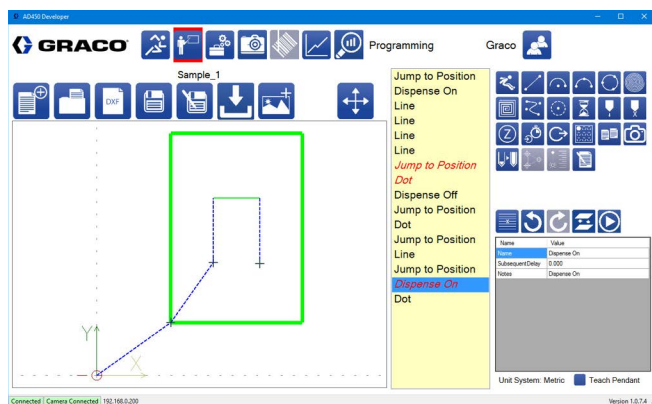 AD450 Developer
GRACO
Programming
Graco
Sample_1
DXF
Y
X
Jump to Position
Dispense On
Line
Line
Line
Line
Jump to Position
Dot
Dispense Off
Jump to Position
Dot
Jump to Position
Line
Jump to Position
Dispense On
Dot
Z
Name Value
Name Dispense On
SubsequentDelay 0.000
Notes Dispense On
Unit System: Metric Teach Pendant
Connected Camera Connected 192.168.0.200 Version 1.0.7.4